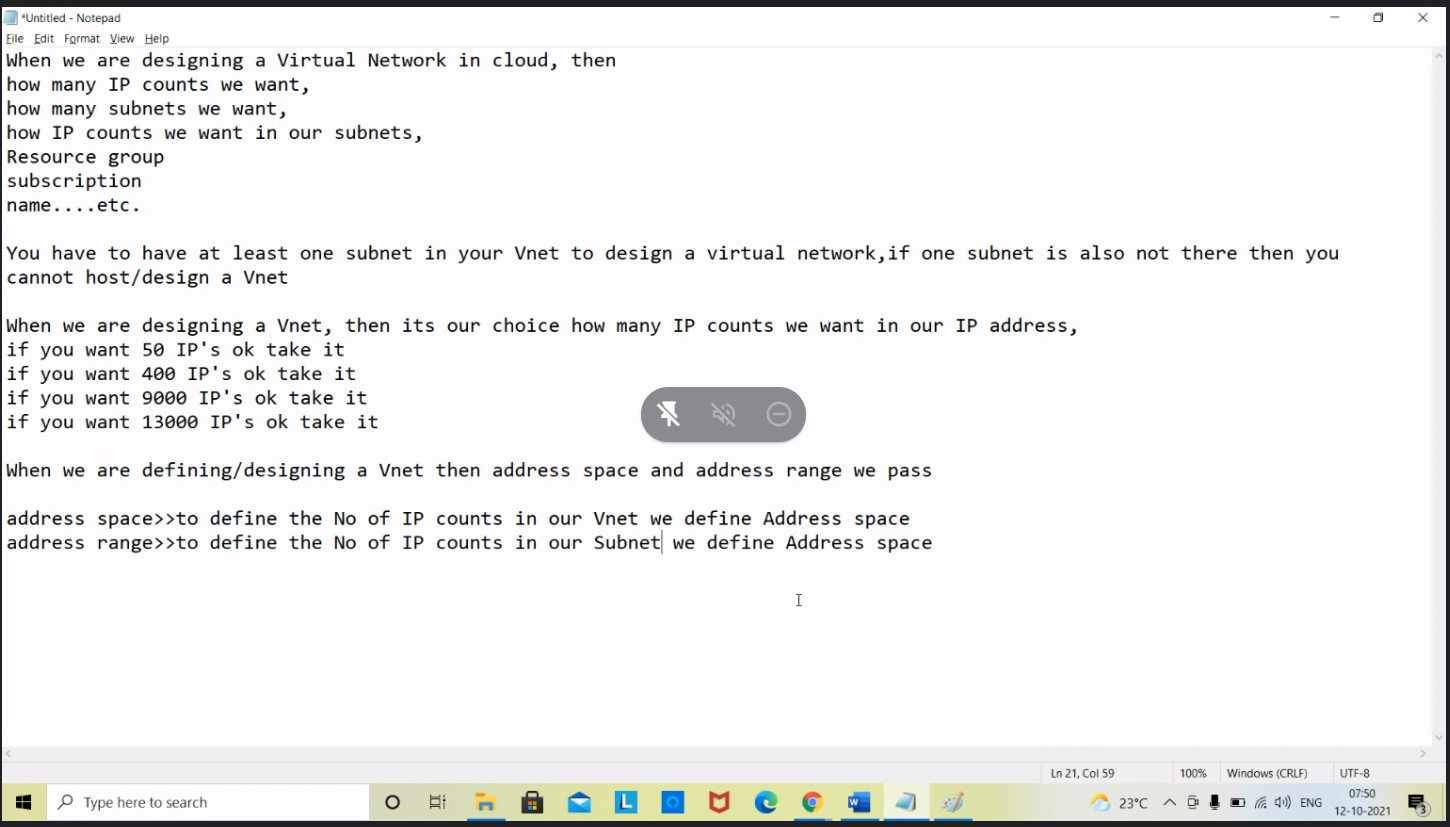 *Untitled - Notepad
File Edit Format View Help
When we are designing a Virtual Network in cloud, then
how many IP counts we want,
how many subnets we want,
how IP counts we want in our subnets,
Resource group
subscription
name....etc.
You have to have at least one subnet in your Vnet to design a virtual network,if one subnet is also not there then you
cannot host/design a Vnet
When we are designing a Vnet, then its our choice how many IP counts we want in our IP address,
if you want 50 IP's ok take it
if you want 400 IP's ok take it
if you want 9000 IP's ok take it
if you want 13000 IP's ok take it
When we are defining/designing a Vnet then address space and address range we pass
address space>>to define the No of IP counts in our Vnet we define Address space
address range>>to define the No of IP counts in our Subnet we define Address space
Ln 21, Col 59 100% Windows (CRLF) UTF-8
Type here to search
L
23°C
ENG
07:50
12-10-2021
3